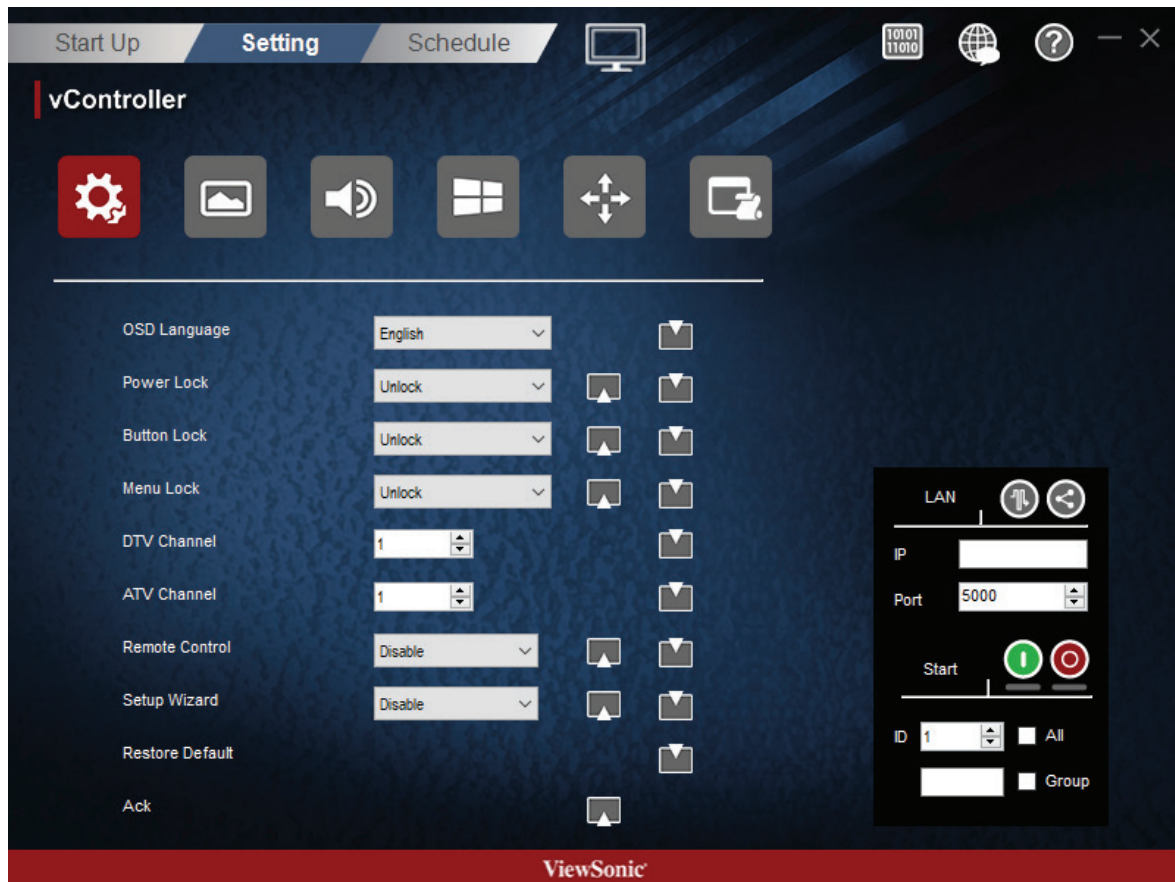 Start Up Setting Schedule
10101
11010
?
vController
OSD Language English
Power Lock Unlock
Button Lock Unlock
Menu Lock Unlock
DTV Channel 1
ATV Channel 1
Remote Control Disable
Setup Wizard Disable
Restore Default
Ack
LAN
IP
Port 5000
Start
ID 1 All
Group
ViewSonic